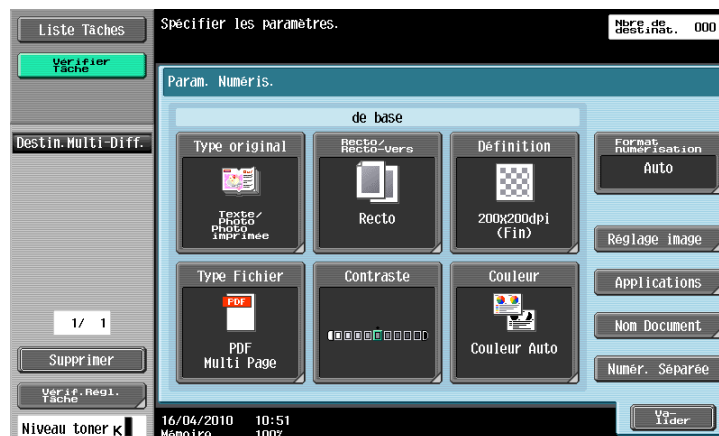 Liste Tâches
Spécifier les paramètres.
Nbre de
destinat.
000
Vérifier
Tâche
Param. Numéris.
de base
Destin.Multi-Diff.
Type original
Recto/
Recto-Vers
Définition
Format
numérisation
Auto
Texte/
Photo
Photo
imprimée
Recto
200x200dpi
(Fin)
Réglage image
Type Fichier
Contraste
Couleur
Applications
PDF
1/ 1
Nom Document
PDF
Multi Page
Couleur Auto
Supprimer
Numér. Séparée
Vérif.Régl.
Tâche
Va-
lider
Niveau toner K
16/04/2010 10:51
Mémoire 100%